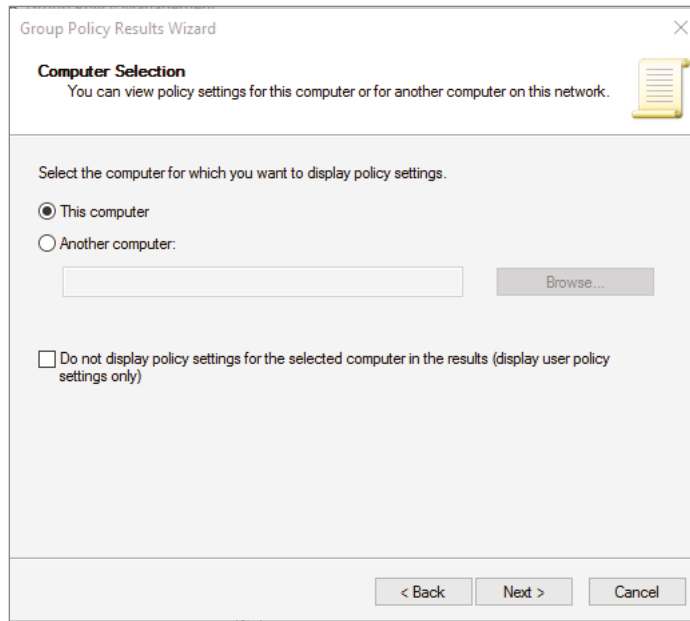 Group Policy Results Wizard
Computer Selection
You can view policy settings for this computer or for another computer on this network.
Select the computer for which you want to display policy settings.
This computer
Another computer:
Browse...
Do not display policy settings for the selected computer in the results (display user policy
settings only)
< Back
Next >
Cancel